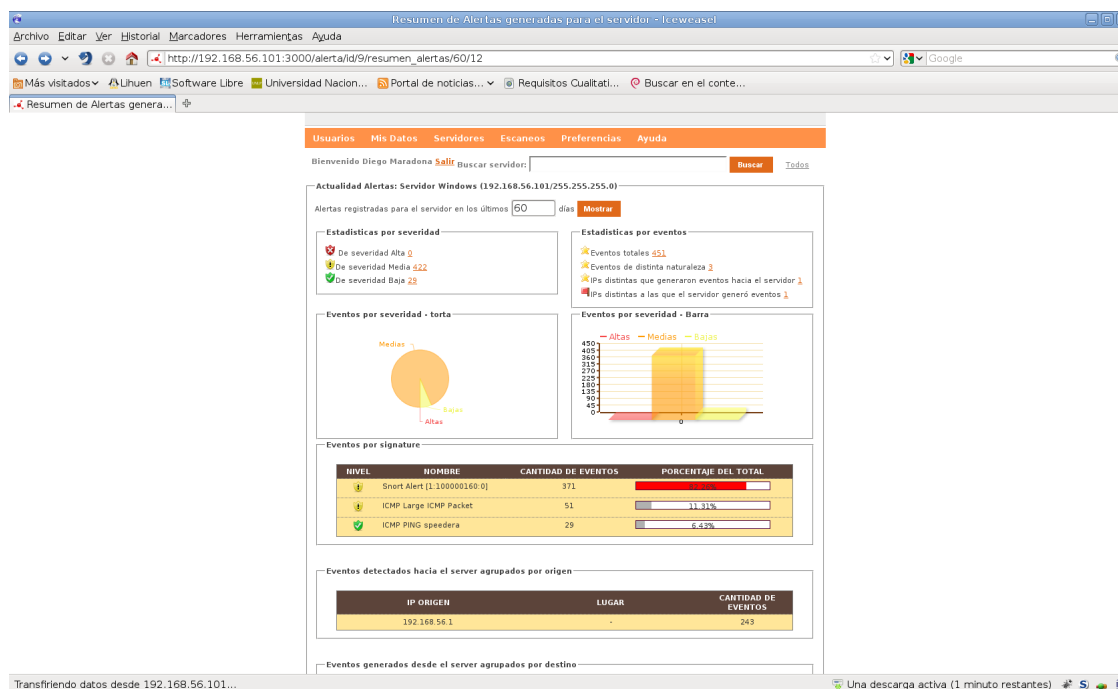 Resumen de Alertas generadas para el servidor - Iceweasel
Archivo Editar Ver Historial Marcadores Herramientas Ayuda
http://192.168.56.101:3000/alerta/id/9/resumen_alertas/60/12
Google
Más visitados Lihuen Software Libre Universidad Nacion... Portal de noticias... Requisitos Cualitati... Buscar en el conte...
Resumen de Alertas genera...
Usuarios Mis Datos Servidores Escaneos Preferencias Ayuda
Bienvenido Diego Maradona Salir Buscar servidor: Buscar Todos
Actualidad Alertas: Servidor Windows (192.168.56.101/255.255.255.0)
Alertas registradas para el servidor en los últimos 60 días Mostrar
Estadisticas por severidad
De severidad Alta 0
De severidad Media 422
De severidad Baja 29
Estadisticas por eventos
Eventos totales 451
Eventos de distinta naturaleza 3
IPs distintas que generaron eventos hacia el servidor 1
IPs distintas a las que el servidor generó eventos 1
Eventos por severidad - torta
Medias
Bajas
Altas
Eventos por severidad - Barra
Altas Medias Bajas
450
405
360
315
270
225
180
135
90
45
0
0
Eventos por signature
NIVEL NOMBRE CANTIDAD DE EVENTOS PORCENTAJE DEL TOTAL
Snort Alert [1:100000160:0] 371 82.26%
ICMP Large ICMP Packet 51 11.31%
ICMP PING speedera 29 6.43%
Eventos detectados hacia el server agrupados por origen
IP ORIGEN LUGAR CANTIDAD DE EVENTOS
192.168.56.1 - 243
Eventos generados desde el server agrupados por destino
Transfiriendo datos desde 192.168.56.101...
Una descarga activa (1 minuto restantes)